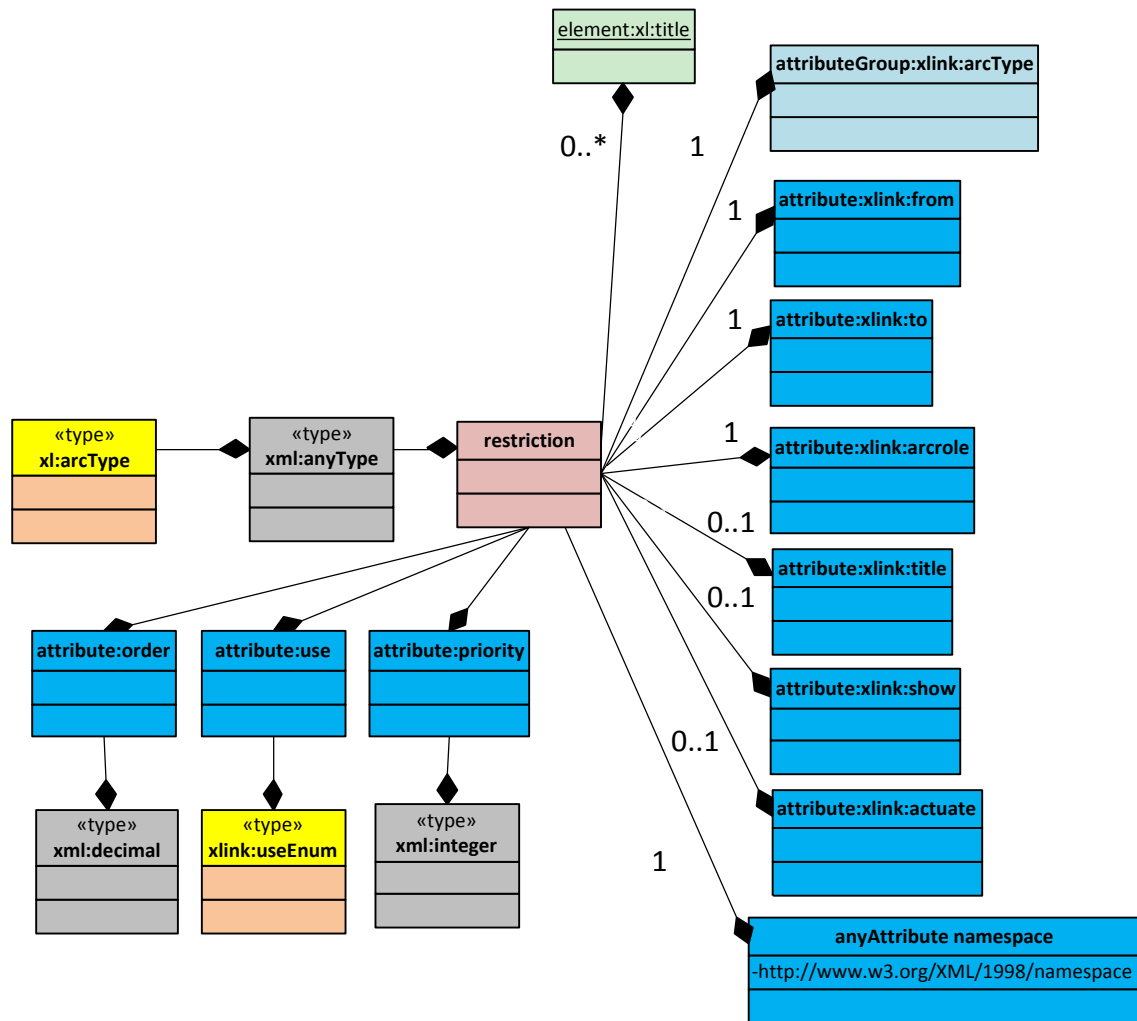 element:xl:title
attributeGroup:xlink:arcType
0..*
1
attribute:xlink:from
1
attribute:xlink:to
1
«type»
xl:arcType
«type»
xml:anyType
restriction
attribute:xlink:arcrole
1
0..1
attribute:xlink:title
0..1
attribute:order
attribute:use
attribute:priority
attribute:xlink:show
0..1
attribute:xlink:actuate
«type»
xml:decimal
«type»
xlink:useEnum
«type»
xml:integer
1
anyAttribute namespace
-http://www.w3.org/XML/1998/namespace